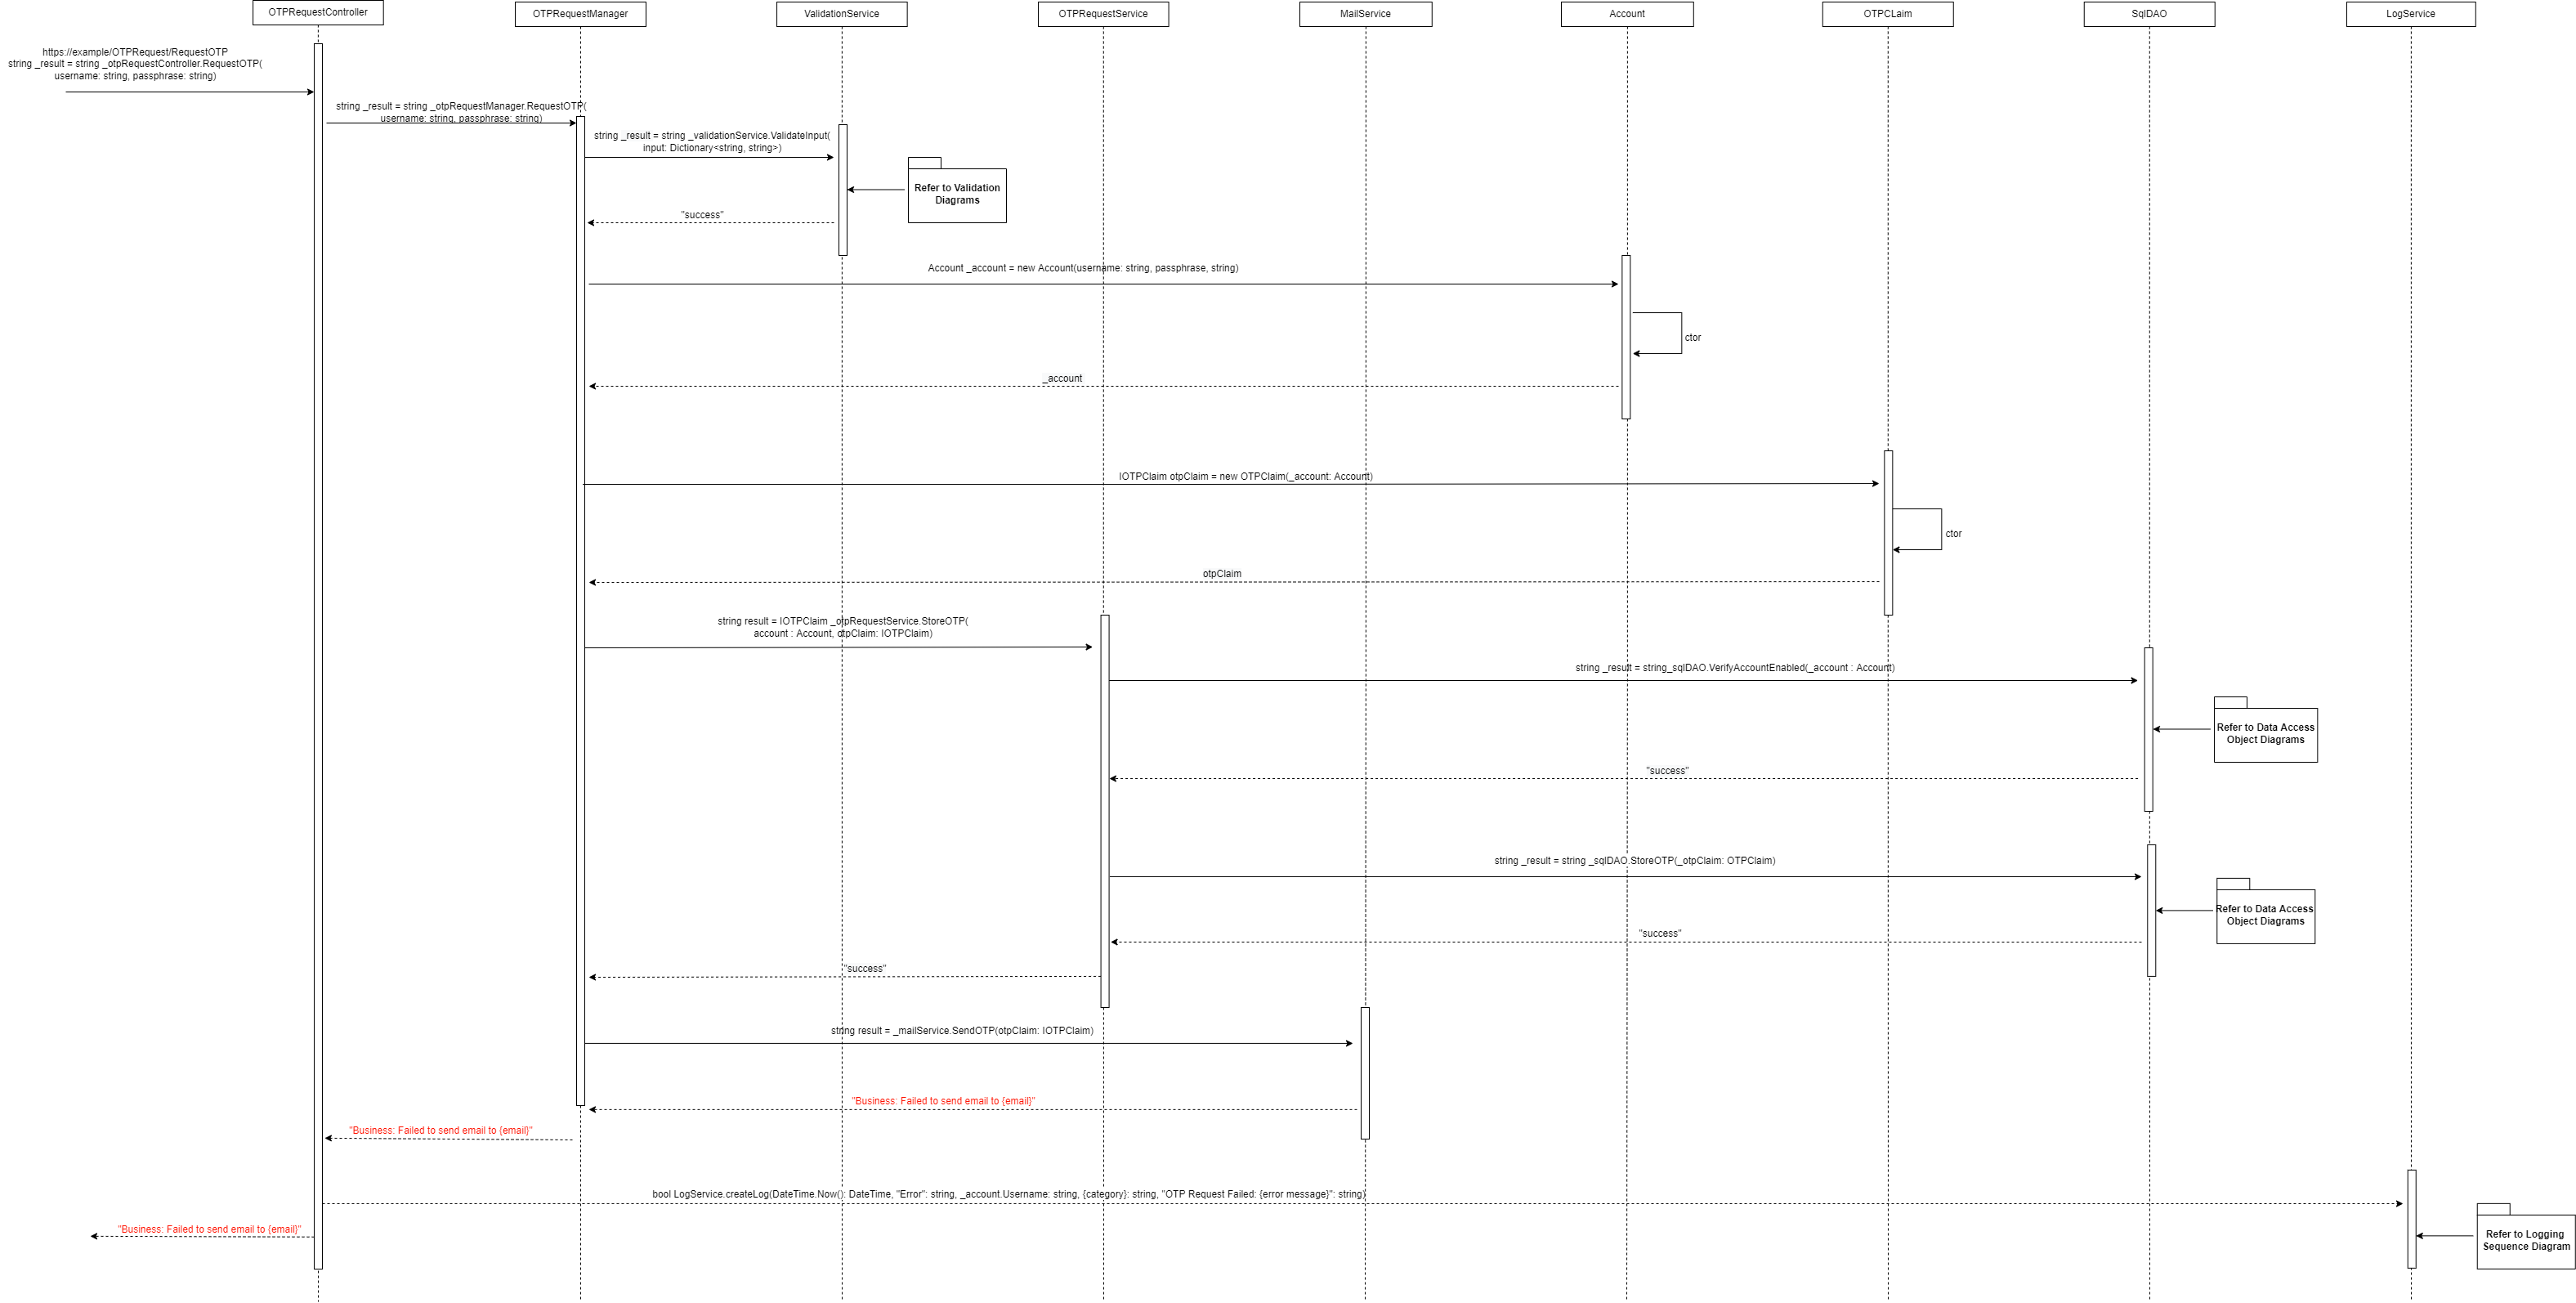 OTPRequestController
OTPRequestManager
ValidationService
OTPRequestService
MailService
Account
OTPCLaim
SqlDAO
LogService
https://example/OTPRequest/RequestOTP
string _result = string _otpRequestController.RequestOTP(
username: string, passphrase: string)
string _result = string _otpRequestManager.RequestOTP(
username: string, passphrase: string)
string _result = string _validationService.ValidateInput(
input: Dictionary<string, string>)
Refer to Validation
Diagrams
"success"
Account _account = new Account(username: string, passphrase, string)
ctor
_account
IOTPClaim otpClaim = new OTPClaim(_account: Account)
ctor
otpClaim
string result = IOTPClaim _otpRequestService.StoreOTP(
account : Account, otpClaim: IOTPClaim)
string _result = string_sqlDAO.VerifyAccountEnabled(_account : Account)
Refer to Data Access
Object Diagrams
"success"
string _result = string _sqlDAO.StoreOTP(_otpClaim: OTPClaim)
Refer to Data Access
Object Diagrams
"success"
"success"
string result = _mailService.SendOTP(otpClaim: IOTPClaim)
"Business: Failed to send email to {email}"
"Business: Failed to send email to {email}"
bool LogService.createLog(DateTime.Now(): DateTime, "Error": string, _account.Username: string, {category}: string, "OTP Request Failed: {error message}": string)
"Business: Failed to send email to {email}"
Refer to Logging
Sequence Diagram